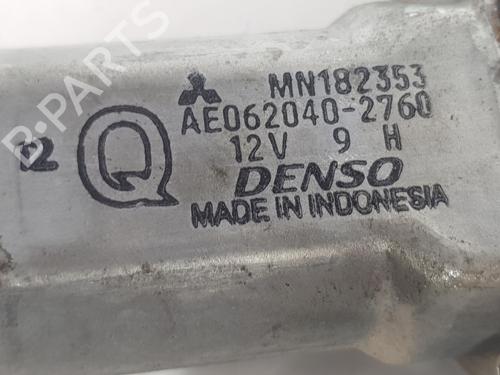 MN182353
AE062040-2760
12V 9 H
Q
DENSO
MADE IN INDONESIA
B-PARTS